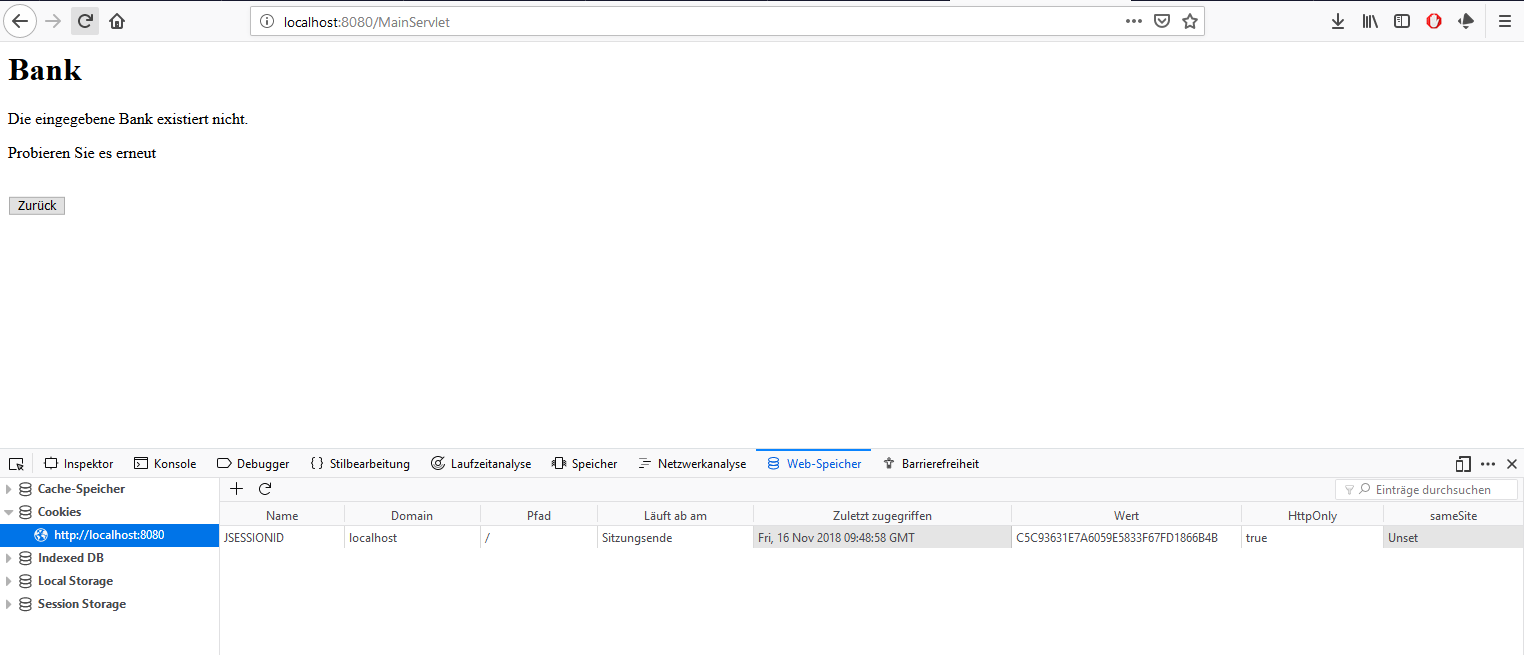 localhost:8080/MainServlet
Bank
Die eingegebene Bank existiert nicht.
Probieren Sie es erneut
Zurück
Inspektor Konsole Debugger {} Stilbearbeitung Laufzeitanalyse Speicher Netzwerkanalyse Web-Speicher Barrierefreiheit
Cache-Speicher
Cookies
http://localhost:8080
Indexed DB
Local Storage
Session Storage
Einträge durchsuchen
Name Domain Pfad Läuft ab am Zuletzt zugegriffen Wert HttpOnly sameSite
JSESSIONID localhost / Sitzungsende Fri, 16 Nov 2018 09:48:58 GMT C5C93631E7A6059E5833F67FD1866B4B true Unset